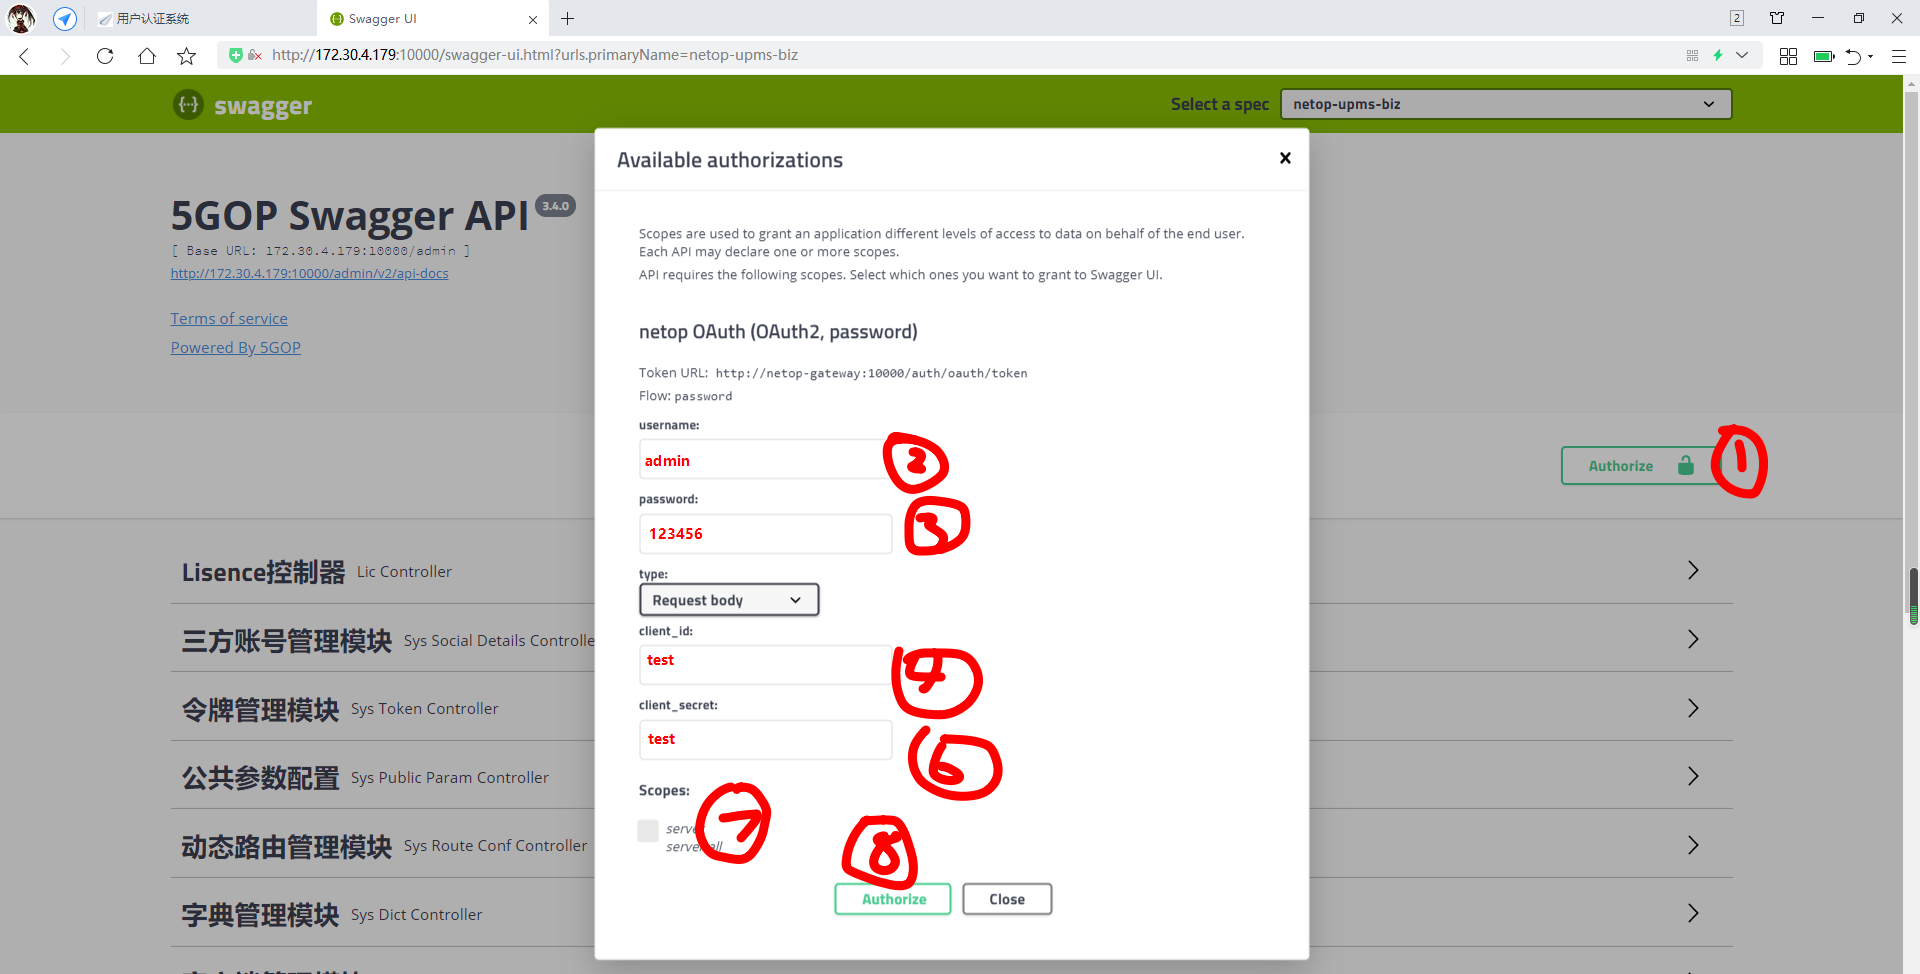 用户认证系统
Swagger UI
2
http://172.30.4.179:10000/swagger-ui.html?urls.primaryName=netop-upms-biz
swagger
Select a spec
netop-upms-biz
Available authorizations
5GOP Swagger API 3.4.0
[ Base URL: 172.30.4.179:10000/admin ]
http://172.30.4.179:10000/admin/v2/api-docs
Terms of service
Powered By 5GOP
Scopes are used to grant an application different levels of access to data on behalf of the end user.
Each API may declare one or more scopes.
API requires the following scopes. Select which ones you want to grant to Swagger UI.
netop OAuth (OAuth2, password)
Token URL: http://netop-gateway:10000/auth/oauth/token
Flow: password
username:
admin
2
Authorize
1
password:
123456
3
type:
Request body
client_id:
test
4
client_secret:
test
6
Scopes:
7
server
server all
8
Authorize
Close
Lisence控制器 Lic Controller
三方账号管理模块 Sys Social Details Controlle
令牌管理模块 Sys Token Controller
公共参数配置 Sys Public Param Controller
动态路由管理模块 Sys Route Conf Controller
字典管理模块 Sys Dict Controller